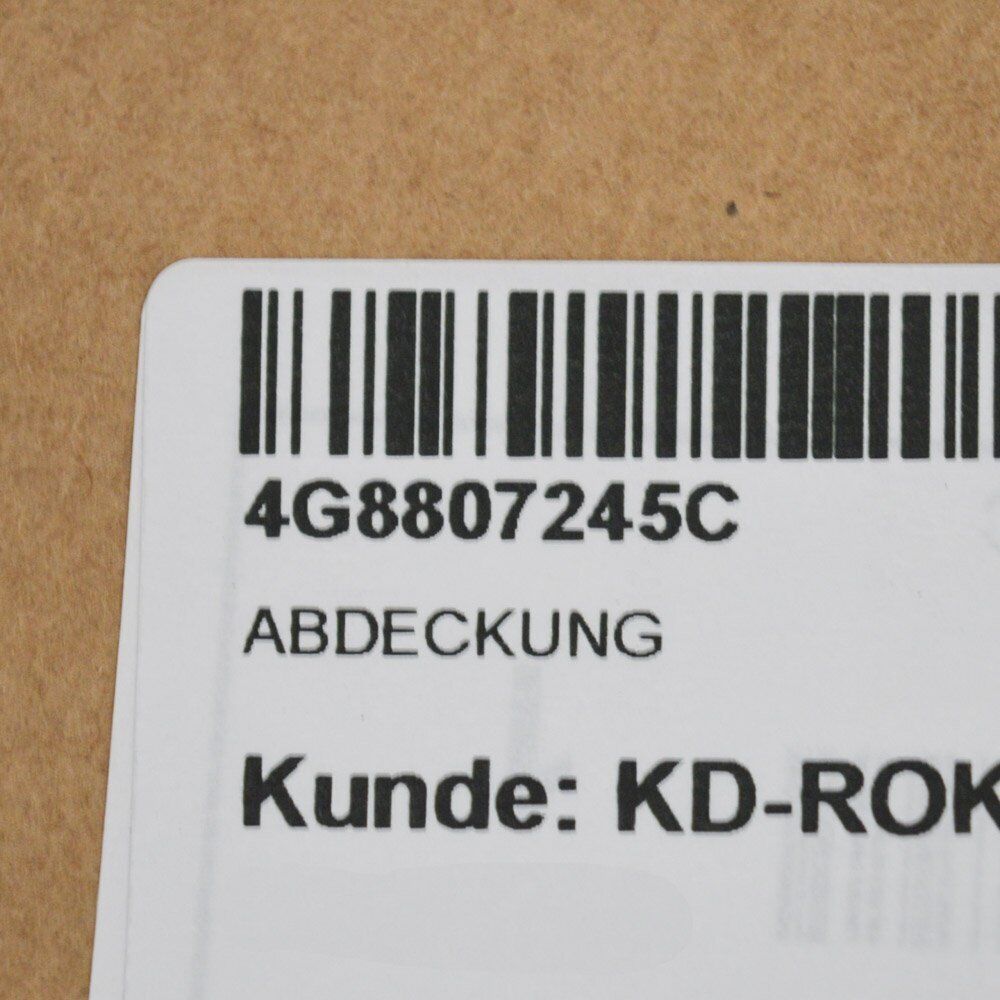 4G8807245C
ABDECKUNG
Kunde: KD-ROK